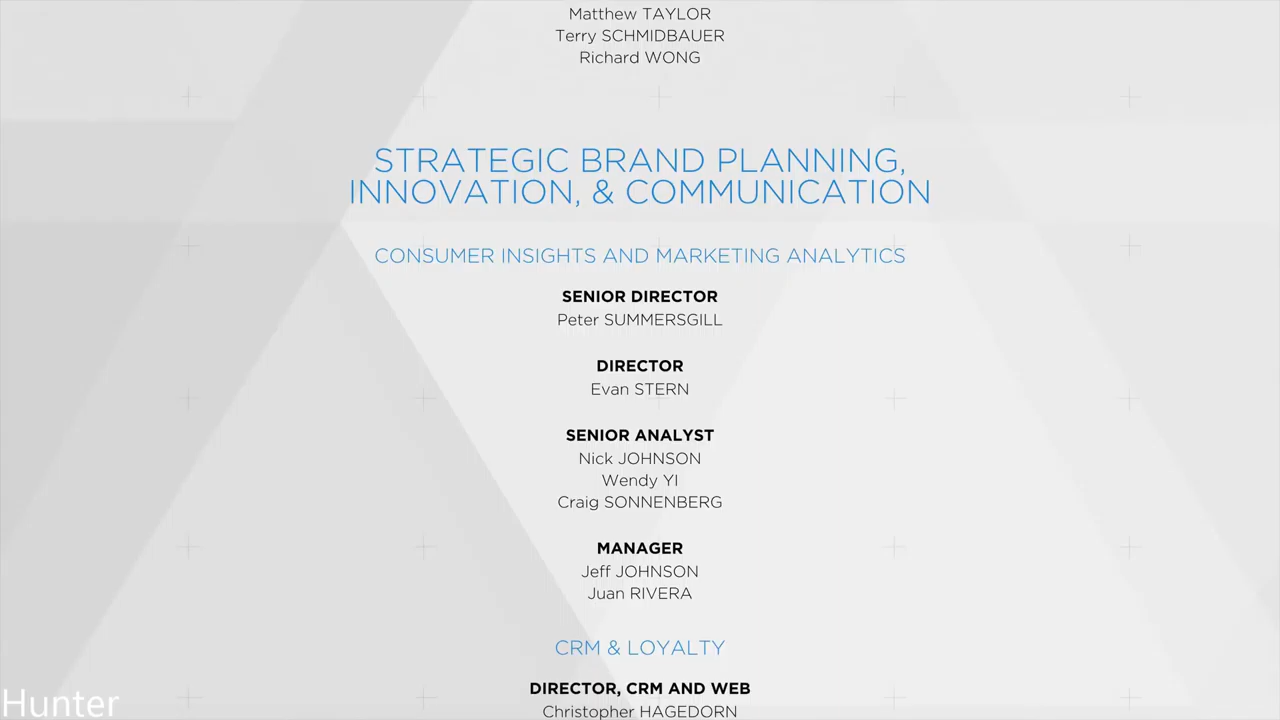 Matthew TAYLOR
Terry SCHMIDBAUER
Richard WONG
STRATEGIC BRAND PLANNING,
INNOVATION, & COMMUNICATION
CONSUMER INSIGHTS AND MARKETING ANALYTICS
SENIOR DIRECTOR
Peter SUMMERSGILL
DIRECTOR
Evan STERN
SENIOR ANALYST
Nick JOHNSON
Wendy YI
Craig SONNENBERG
MANAGER
Jeff JOHNSON
Juan RIVERA
CRM & LOYALTY
DIRECTOR, CRM AND WEB
Christopher HAGEDORN
Hunter